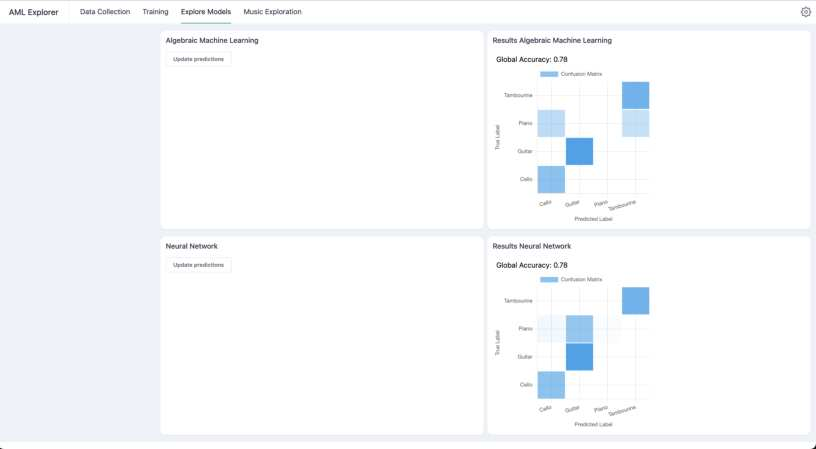 AML Explorer
Data Collection
Training
Explore Models
Music Exploration
Algebraic Machine Learning
Update predictions
Results Algebraic Machine Learning
Global Accuracy: 0.78
Confusion Matrix
True Label
Tambourine
Piano
Guitar
Cello
Cello
Guitar
Piano
Tambourine
Predicted Label
Neural Network
Update predictions
Results Neural Network
Global Accuracy: 0.78
Confusion Matrix
True Label
Tambourine
Piano
Guitar
Cello
Cello
Guitar
Piano
Tambourine
Predicted Label